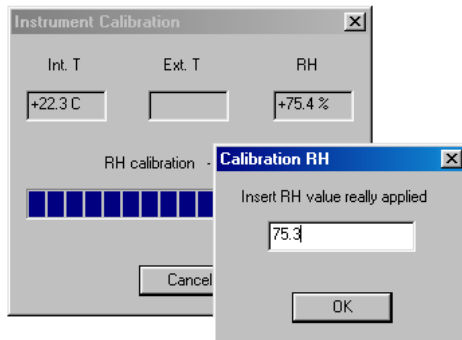 Instrument Calibration
Int. T Ext. T RH
+22.3 C +75.4 %
RH calibration -
Cancel
Calibration RH
Insert RH value really applied
75.3
OK